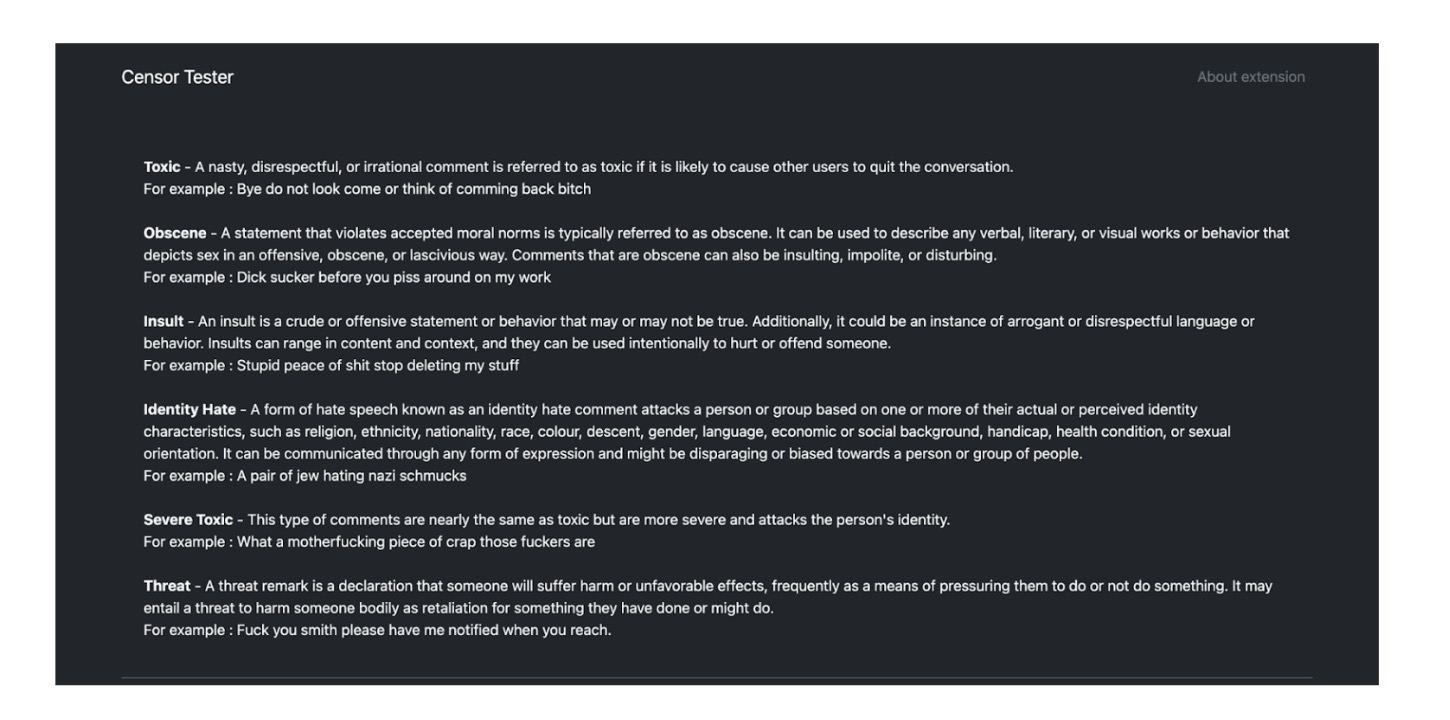 Censor Tester
About extension
Toxic - A nasty, disrespectful, or irrational comment is referred to as toxic if it is likely to cause other users to quit the conversation.
For example : Bye do not look come or think of comming back bitch
Obscene - A statement that violates accepted moral norms is typically referred to as obscene. It can be used to describe any verbal, literary, or visual works or behavior that
depicts sex in an offensive, obscene, or lascivious way. Comments that are obscene can also be insulting, impolite, or disturbing.
For example : Dick sucker before you piss around on my work
Insult - An insult is a crude or offensive statement or behavior that may or may not be true. Additionally, it could be an instance of arrogant or disrespectful language or
behavior. Insults can range in content and context, and they can be used intentionally to hurt or offend someone.
For example : Stupid peace of shit stop deleting my stuff
Identity Hate - A form of hate speech known as an identity hate comment attacks a person or group based on one or more of their actual or perceived identity
characteristics, such as religion, ethnicity, nationality, race, colour, descent, gender, language, economic or social background, handicap, health condition, or sexual
orientation. It can be communicated through any form of expression and might be disparaging or biased towards a person or group of people.
For example : A pair of jew hating nazi schmucks
Severe Toxic - This type of comments are nearly the same as toxic but are more severe and attacks the person's identity.
For example : What a motherfucking piece of crap those fuckers are
Threat - A threat remark is a declaration that someone will suffer harm or unfavorable effects, frequently as a means of pressuring them to do or not do something. It may
entail a threat to harm someone bodily as retaliation for something they have done or might do.
For example : Fuck you smith please have me notified when you reach.